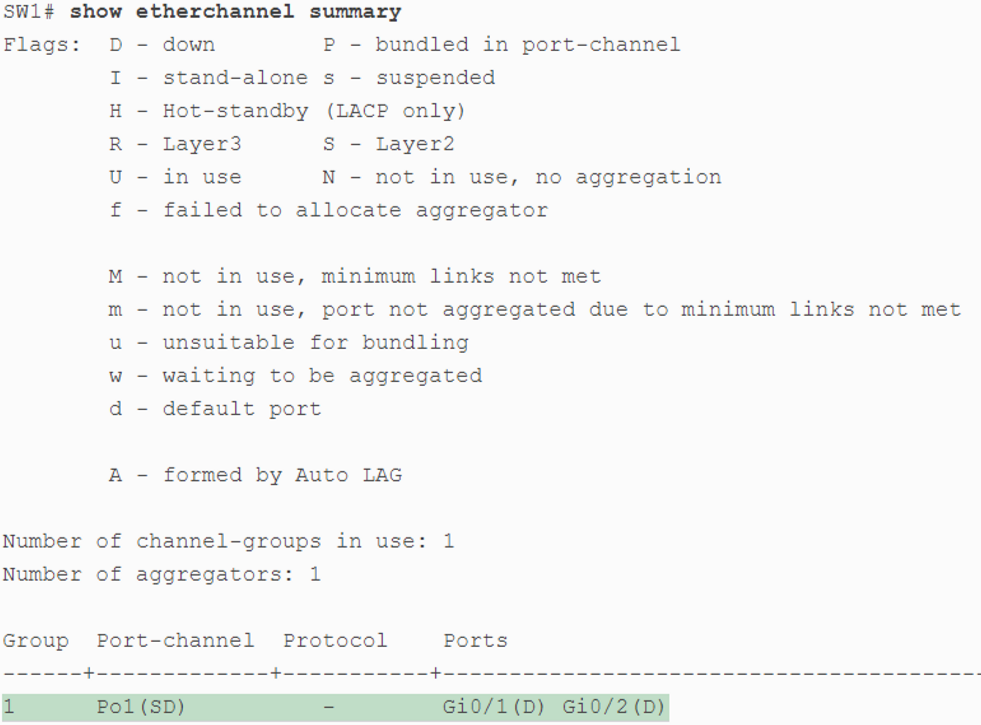 SW1# show etherchannel summary
Flags:  D - down        P - bundled in port-channel
        I - stand-alone s - suspended
        H - Hot-standby (LACP only)
        R - Layer3      S - Layer2
        U - in use      N - not in use, no aggregation
        f - failed to allocate aggregator

        M - not in use, minimum links not met
        m - not in use, port not aggregated due to minimum links not met
        u - unsuitable for bundling
        w - waiting to be aggregated
        d - default port

        A - formed by Auto LAG

Number of channel-groups in use: 1
Number of aggregators: 1

Group  Port-channel  Protocol    Ports
------+-------------+-----------+-----------------------------------------
1      Po1(SD)          -        Gi0/1(D) Gi0/2(D)